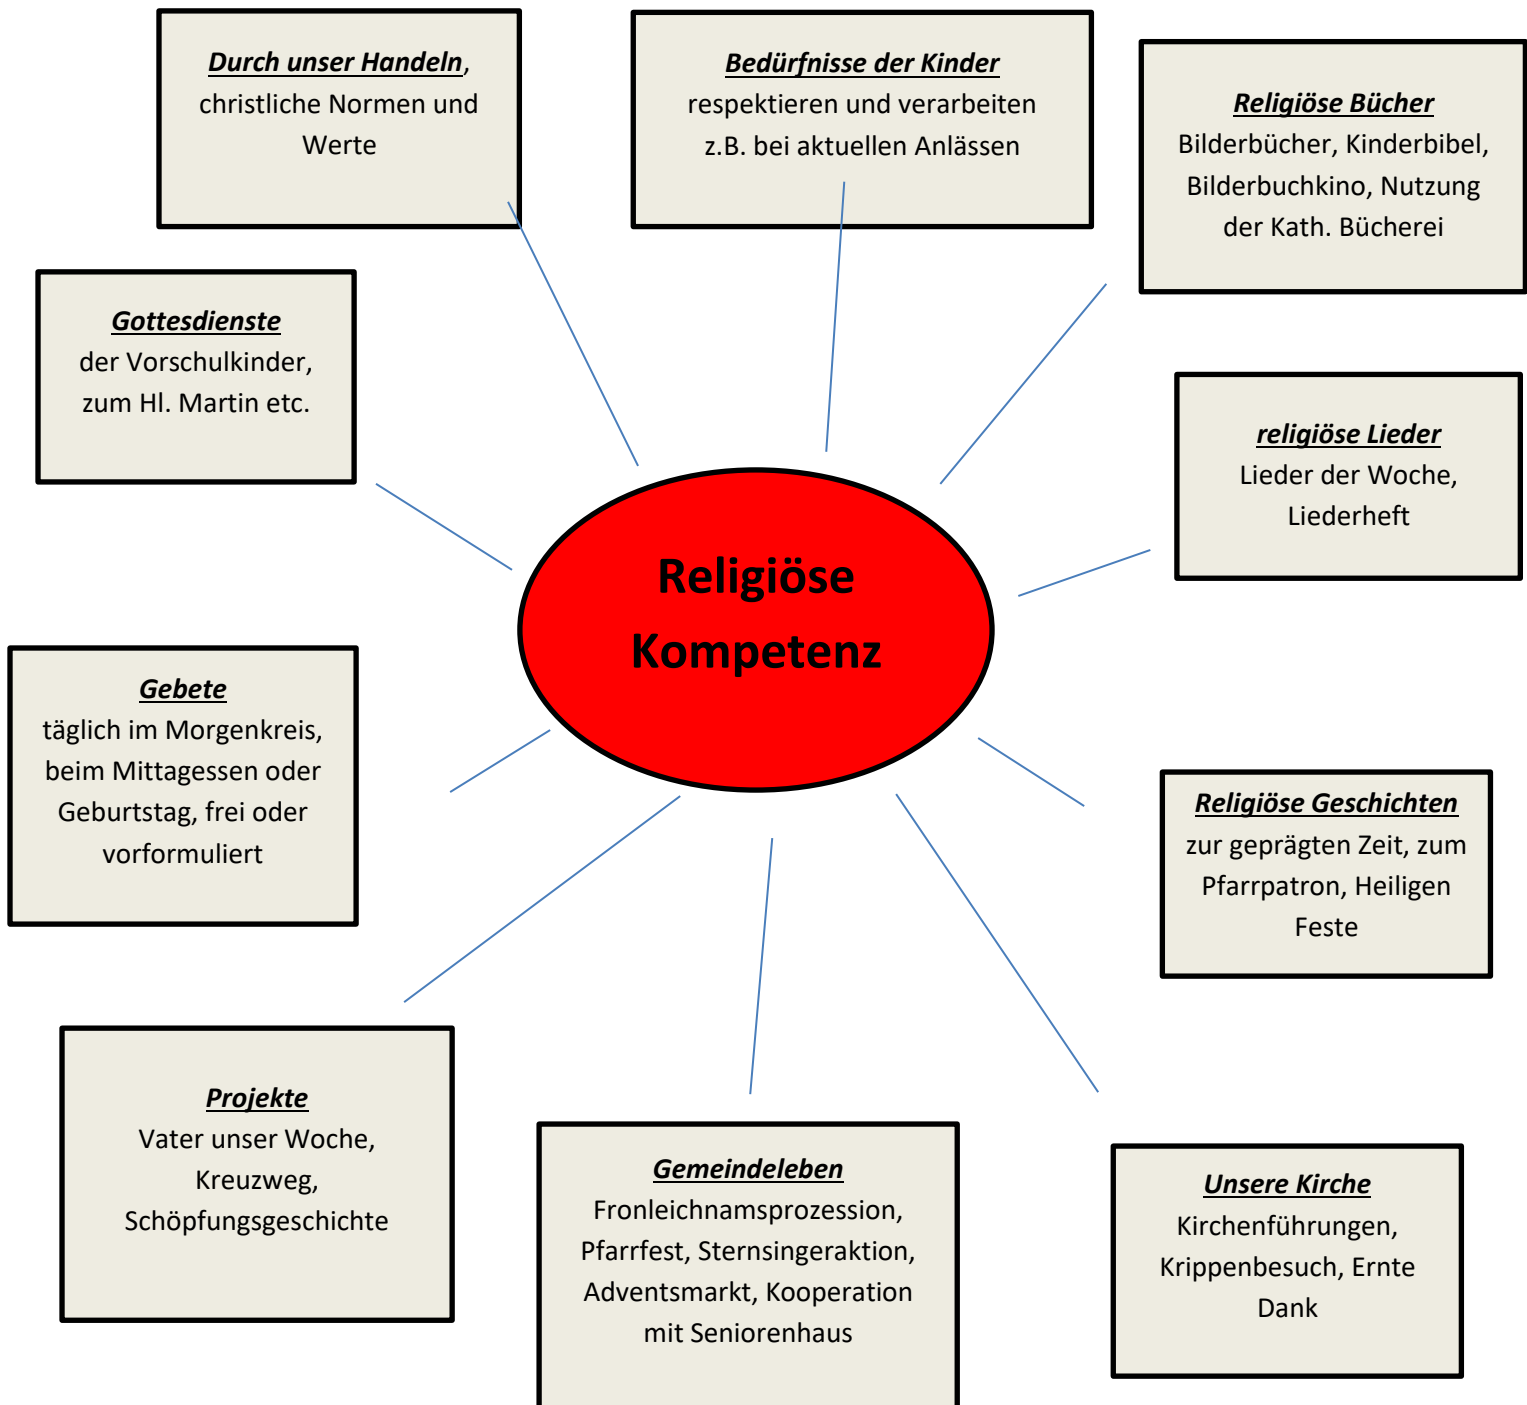 Durch unser Handeln,
christliche Normen und
Werte
Bedürfnisse der Kinder
respektieren und verarbeiten
z.B. bei aktuellen Anlässen
Religiöse Bücher
Bilderbücher, Kinderbibel,
Bilderbuchkino, Nutzung
der Kath. Bücherei
Gottesdienste
der Vorschulkinder,
zum Hl. Martin etc.
religiöse Lieder
Lieder der Woche,
Liederheft
Religiöse
Kompetenz
Gebete
täglich im Morgenkreis,
beim Mittagessen oder
Geburtstag, frei oder
vorformuliert
Religiöse Geschichten
zur geprägten Zeit, zum
Pfarrpatron, Heiligen
Feste
Projekte
Vater unser Woche,
Kreuzweg,
Schöpfungsgeschichte
Gemeindeleben
Fronleichnamsprozession,
Pfarrfest, Sternsingeraktion,
Adventsmarkt, Kooperation
mit Seniorenhaus
Unsere Kirche
Kirchenführungen,
Krippenbesuch, Ernte
Dank